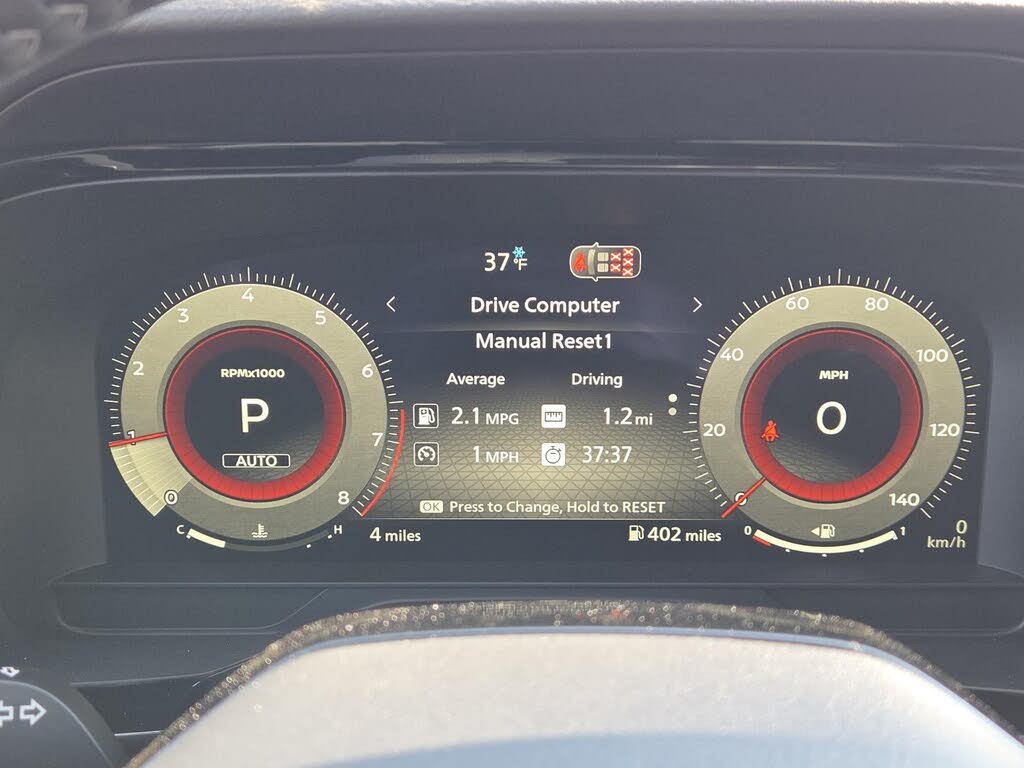 37 °F
Drive Computer
Manual Reset1
Average Driving
2.1 MPG 1.2 mi
1 MPH 37:37
OK Press to Change, Hold to RESET
4 miles
402 miles
RPMx1000
P
AUTO
0 1 2 3 4 5 6 7 8
C H
MPH
0
0 20 40 60 80 100 120 140
0 1
0
km/h